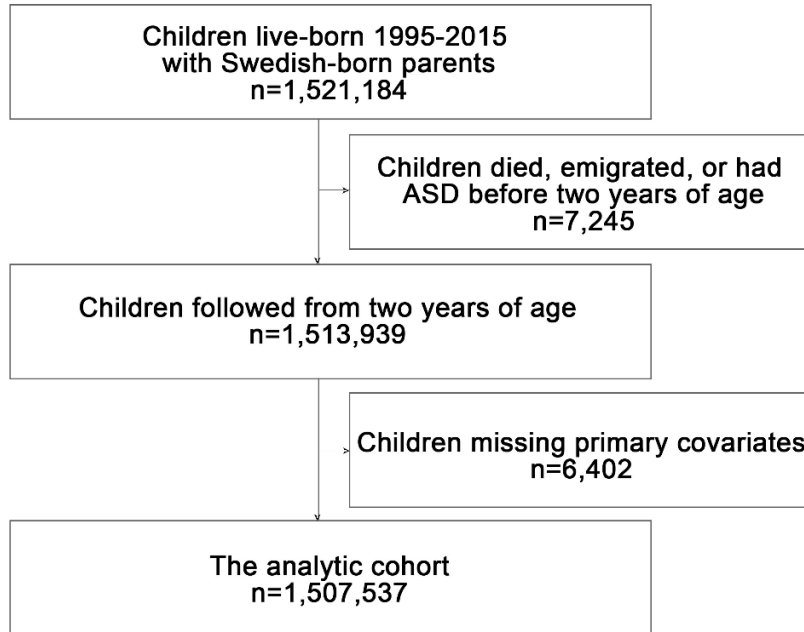 Children live-born 1995-2015
with Swedish-born parents
n=1,521,184
Children died, emigrated, or had
ASD before two years of age
n=7,245
Children followed from two years of age
n=1,513,939
Children missing primary covariates
n=6,402
The analytic cohort
n=1,507,537